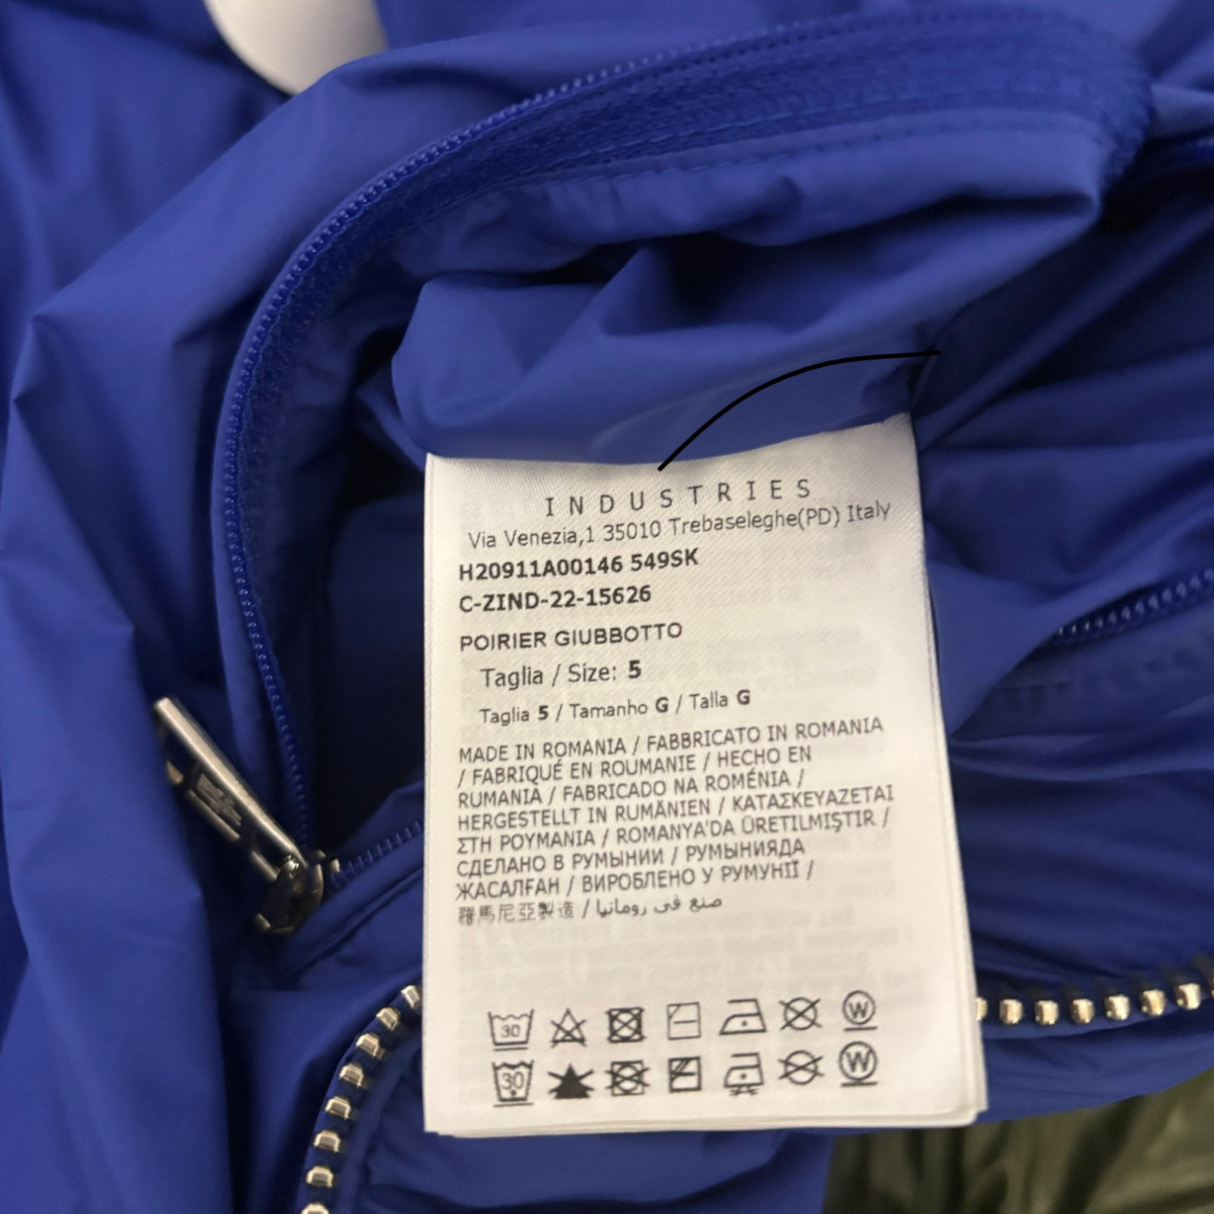 INDUSTRIES
Via Venezia,1 35010 Trebaseleghe(PD) Italy
H20911A00146 549SK
C-ZIND-22-15626
POIRIER GIUBBOTTO
Taglia / Size: 5
Taglia 5 / Tamanho G / Talla G
MADE IN ROMANIA / FABBRICATO IN ROMANIA
/ FABRIQUÉ EN ROUMANIE / HECHO EN
RUMANIA / FABRICADO NA ROMÉNIA /
HERGESTELLT IN RUMÄNIEN / ΚΑΤΑΣΚΕΥΑΖΕΤΑΙ
ΣΤΗ ΡΟΥΜΑΝΙΑ / ROMANYA'DA ÜRETILMIŞTIR /
СДЕЛАНО В РУМЫНИИ / РУМЫНИЯДА
ЖАСАЛҒАН / ВИРОБЛЕНО У РУМУНІЇ /
羅馬尼亞製造 / صنع في رومانيا
30 W
30 W